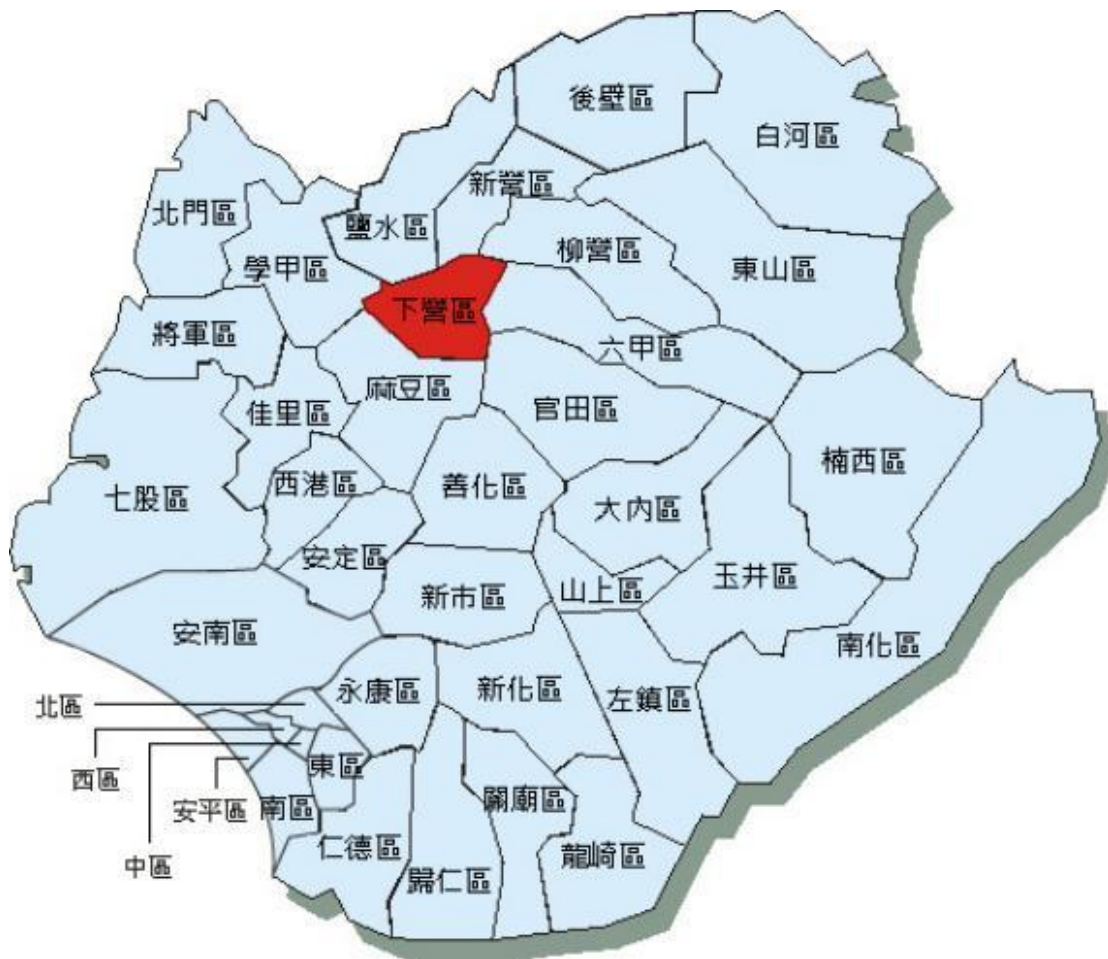 後壁區
白河區
新營區
北門區
鹽水區
柳營區
學甲區
東山區
下營區
將軍區
六甲區
麻豆區
佳里區
官田區
楠西區
西港區
善化區
七股區
大內區
安定區
玉井區
新市區
山上區
安南區
南化區
永康區
新化區
左鎮區
北區
東區
西區
關廟區
安平區
南區
仁德區
龍崎區
中區
歸仁區